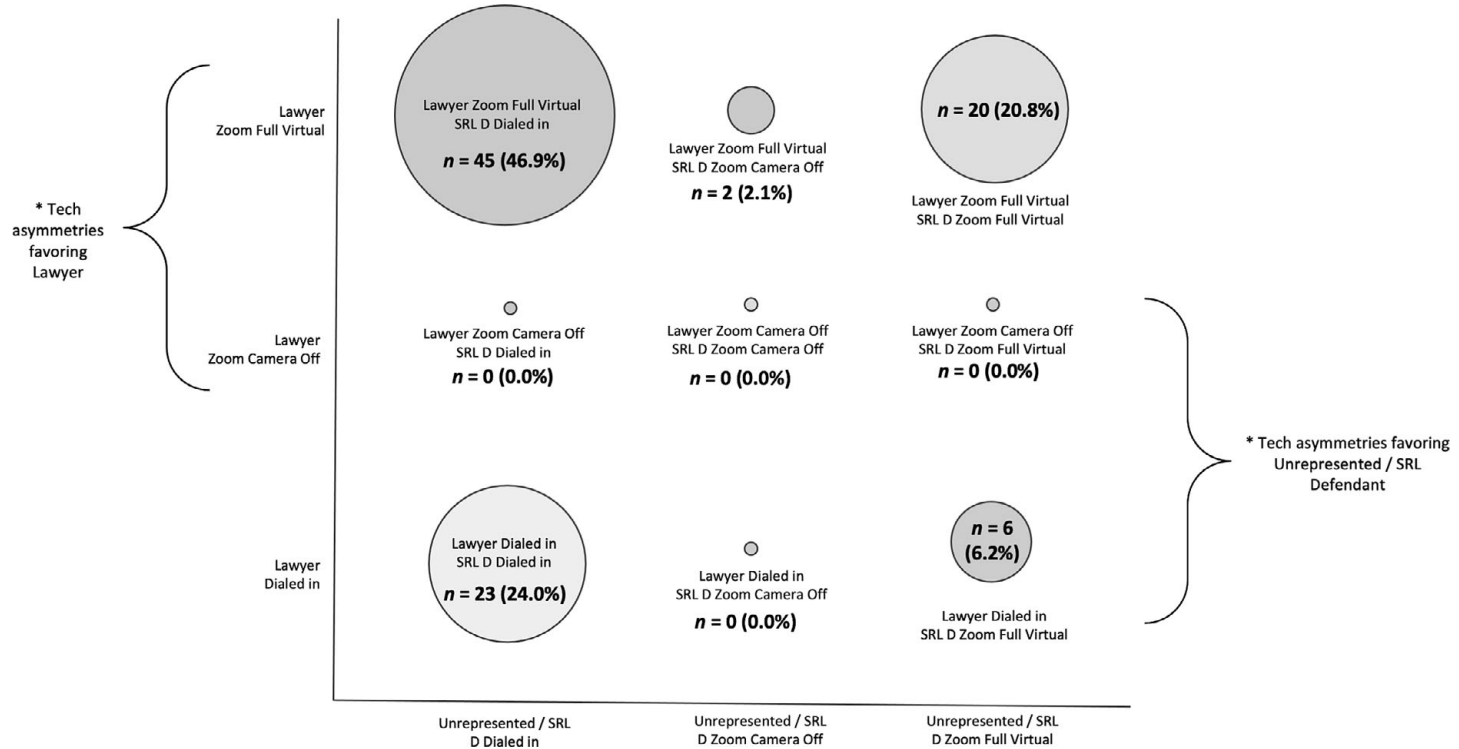 Lawyer
Zoom Full Virtual
Lawyer Zoom Full Virtual
SRL D Dialed in
n = 45 (46.9%)
Lawyer Zoom Full Virtual
SRL D Zoom Camera Off
n = 2 (2.1%)
n = 20 (20.8%)
Lawyer Zoom Full Virtual
SRL D Zoom Full Virtual
* Tech
asymmetries
favoring
Lawyer
Lawyer
Zoom Camera Off
Lawyer Zoom Camera Off
SRL D Dialed in
n = 0 (0.0%)
Lawyer Zoom Camera Off
SRL D Zoom Camera Off
n = 0 (0.0%)
Lawyer Zoom Camera Off
SRL D Zoom Full Virtual
n = 0 (0.0%)
* Tech asymmetries favoring
Unrepresented / SRL
Defendant
Lawyer
Dialed in
Lawyer Dialed in
SRL D Dialed in
n = 23 (24.0%)
Lawyer Dialed in
SRL D Zoom Camera Off
n = 0 (0.0%)
n = 6
(6.2%)
Lawyer Dialed in
SRL D Zoom Full Virtual
Unrepresented / SRL
D Dialed in
Unrepresented / SRL
D Zoom Camera Off
Unrepresented / SRL
D Zoom Full Virtual